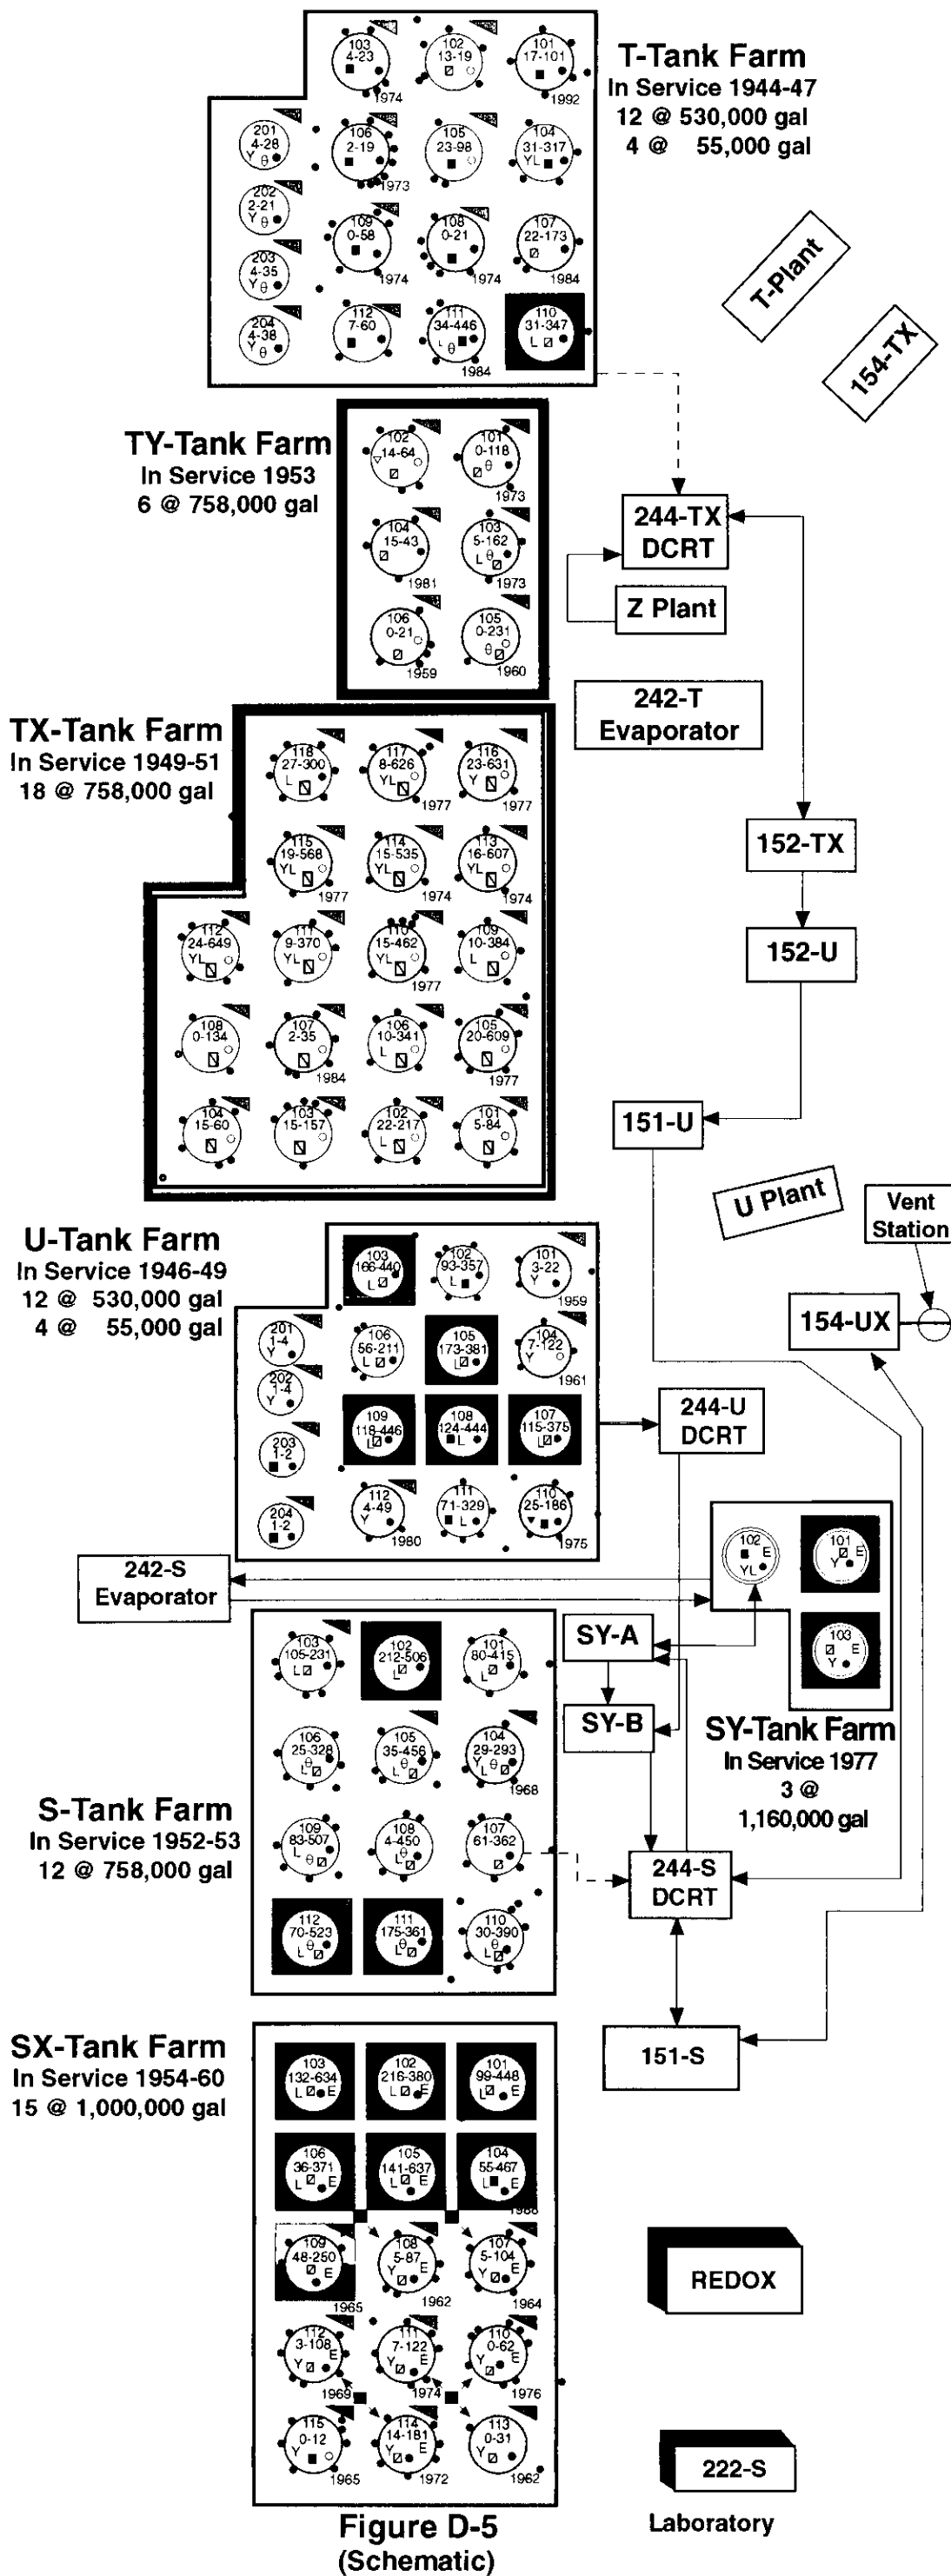 T-Tank Farm
In Service 1944-47
12 @ 530,000 gal
4 @ 55,000 gal
103
4-23
1974
102
13-19
101
17-101
1992
201
4-28
Y θ
106
2-19
1973
105
23-98
104
31-317
YL
202
2-21
Y θ
203
4-35
Y θ
109
0-58
1974
108
0-21
1974
107
22-173
1984
204
4-38
Y θ
112
7-60
111
34-446
L
θ
1984
110
31-347
L
T-Plant
154-TX
TY-Tank Farm
In Service 1953
6 @ 758,000 gal
102
14-64
101
0-118
θ
1973
104
15-43
1981
103
5-162
L θ
1973
106
0-21
1959
105
0-231
θ
1960
244-TX
DCRT
Z Plant
242-T
Evaporator
TX-Tank Farm
In Service 1949-51
18 @ 758,000 gal
118
27-300
L
117
8-626
YL
1977
116
23-631
Y
1977
115
19-568
YL
1977
114
15-535
YL
1974
113
16-607
YL
1974
112
24-649
YL
111
9-370
YL
110
15-462
YL
1977
109
10-384
L
108
0-134
107
2-35
1984
106
10-341
L
105
20-609
1977
104
15-60
103
15-157
102
22-217
L
101
5-84
152-TX
152-U
151-U
U Plant
Vent
Station
154-UX
U-Tank Farm
In Service 1946-49
12 @ 530,000 gal
4 @ 55,000 gal
103
166-440
L
102
93-357
L
101
3-22
Y
1959
201
1-4
Y
106
56-211
L
105
173-381
L
104
7-122
Y
1961
202
1-4
Y
109
118-446
L
108
124-444
L
107
115-375
L
203
1-2
204
1-2
112
4-49
Y
1980
111
71-329
L
110
25-186
1975
244-U
DCRT
242-S
Evaporator
102
E
YL
101
E
Y
103
E
Y
SY-Tank Farm
In Service 1977
3 @
1,160,000 gal
SY-A
SY-B
S-Tank Farm
In Service 1952-53
12 @ 758,000 gal
103
105-231
L
102
212-506
L
101
80-415
L
106
25-328
θ
L
105
35-456
θ
L
104
29-293
Y θ
L
1968
109
83-507
L θ
108
4-450
θ
L
107
61-362
112
70-523
θ
L
111
175-361
θ
L
110
30-390
θ
L
244-S
DCRT
151-S
SX-Tank Farm
In Service 1954-60
15 @ 1,000,000 gal
103
132-634
L E
102
216-380
L E
101
99-448
L E
106
36-371
L E
105
141-637
L E
104
55-467
L
1988
109
48-250
E
1965
108
5-87
Y E
1962
107
5-104
Y E
1964
112
3-108
Y E
1969
111
7-122
Y E
1974
110
0-62
Y E
1976
115
0-12
Y
1965
114
14-181
Y E
1972
113
0-31
Y
1962
REDOX
222-S
Laboratory
Figure D-5
(Schematic)